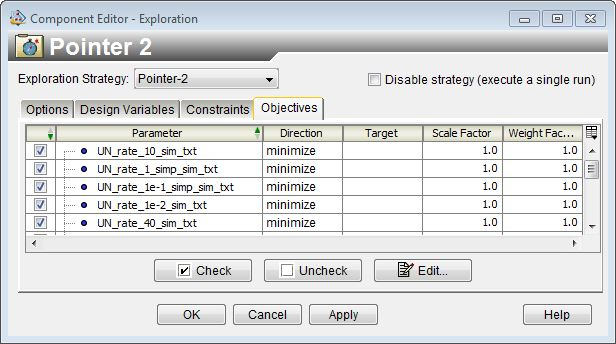 Component Editor - Exploration
Pointer 2
Exploration Strategy: Pointer-2 Disable strategy (execute a single run)
Options Design Variables Constraints Objectives
Parameter Direction Target Scale Factor Weight Fac...
UN_rate_10_sim_txt minimize 1.0 1.0
UN_rate_1_simp_sim_txt minimize 1.0 1.0
UN_rate_1e-1_simp_sim_txt minimize 1.0 1.0
UN_rate_1e-2_sim_txt minimize 1.0 1.0
UN_rate_40_sim_txt minimize 1.0 1.0
Check Uncheck Edit...
OK Cancel Apply Help